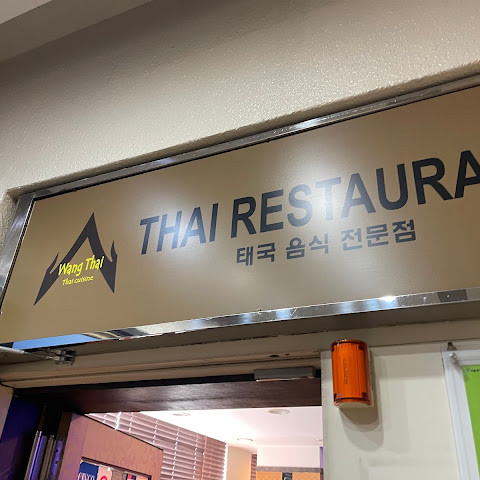 THAI RESTAURA
태국 음식 전문점
Wang Thai
Thai cuisine